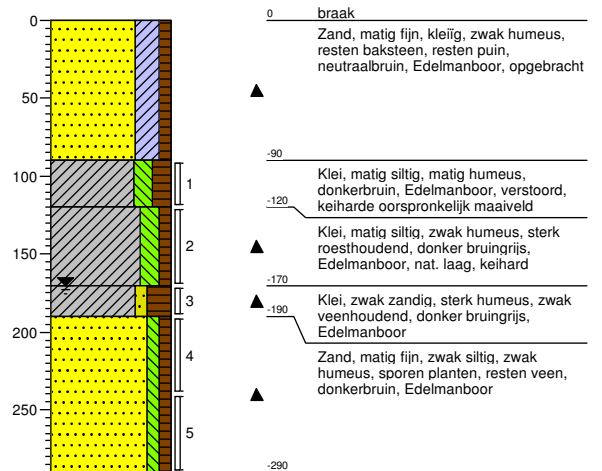 0
50
100
150
200
250
1
2
3
4
5
0 braak
Zand, matig fijn, kleiïg, zwak humeus,
resten baksteen, resten puin,
neutraalbruin, Edelmanboor, opgebracht
-90
Klei, matig siltig, matig humeus,
donkerbruin, Edelmanboor, verstoord,
keiharde oorspronkelijk maaiveld
-120
Klei, matig siltig, zwak humeus, sterk
roesthoudend, donker bruingrijs,
Edelmanboor, nat. laag, keihard
-170
Klei, zwak zandig, sterk humeus, zwak
veenhoudend, donker bruingrijs,
Edelmanboor
-190
Zand, matig fijn, zwak siltig, zwak
humeus, sporen planten, resten veen,
donkerbruin, Edelmanboor
-290